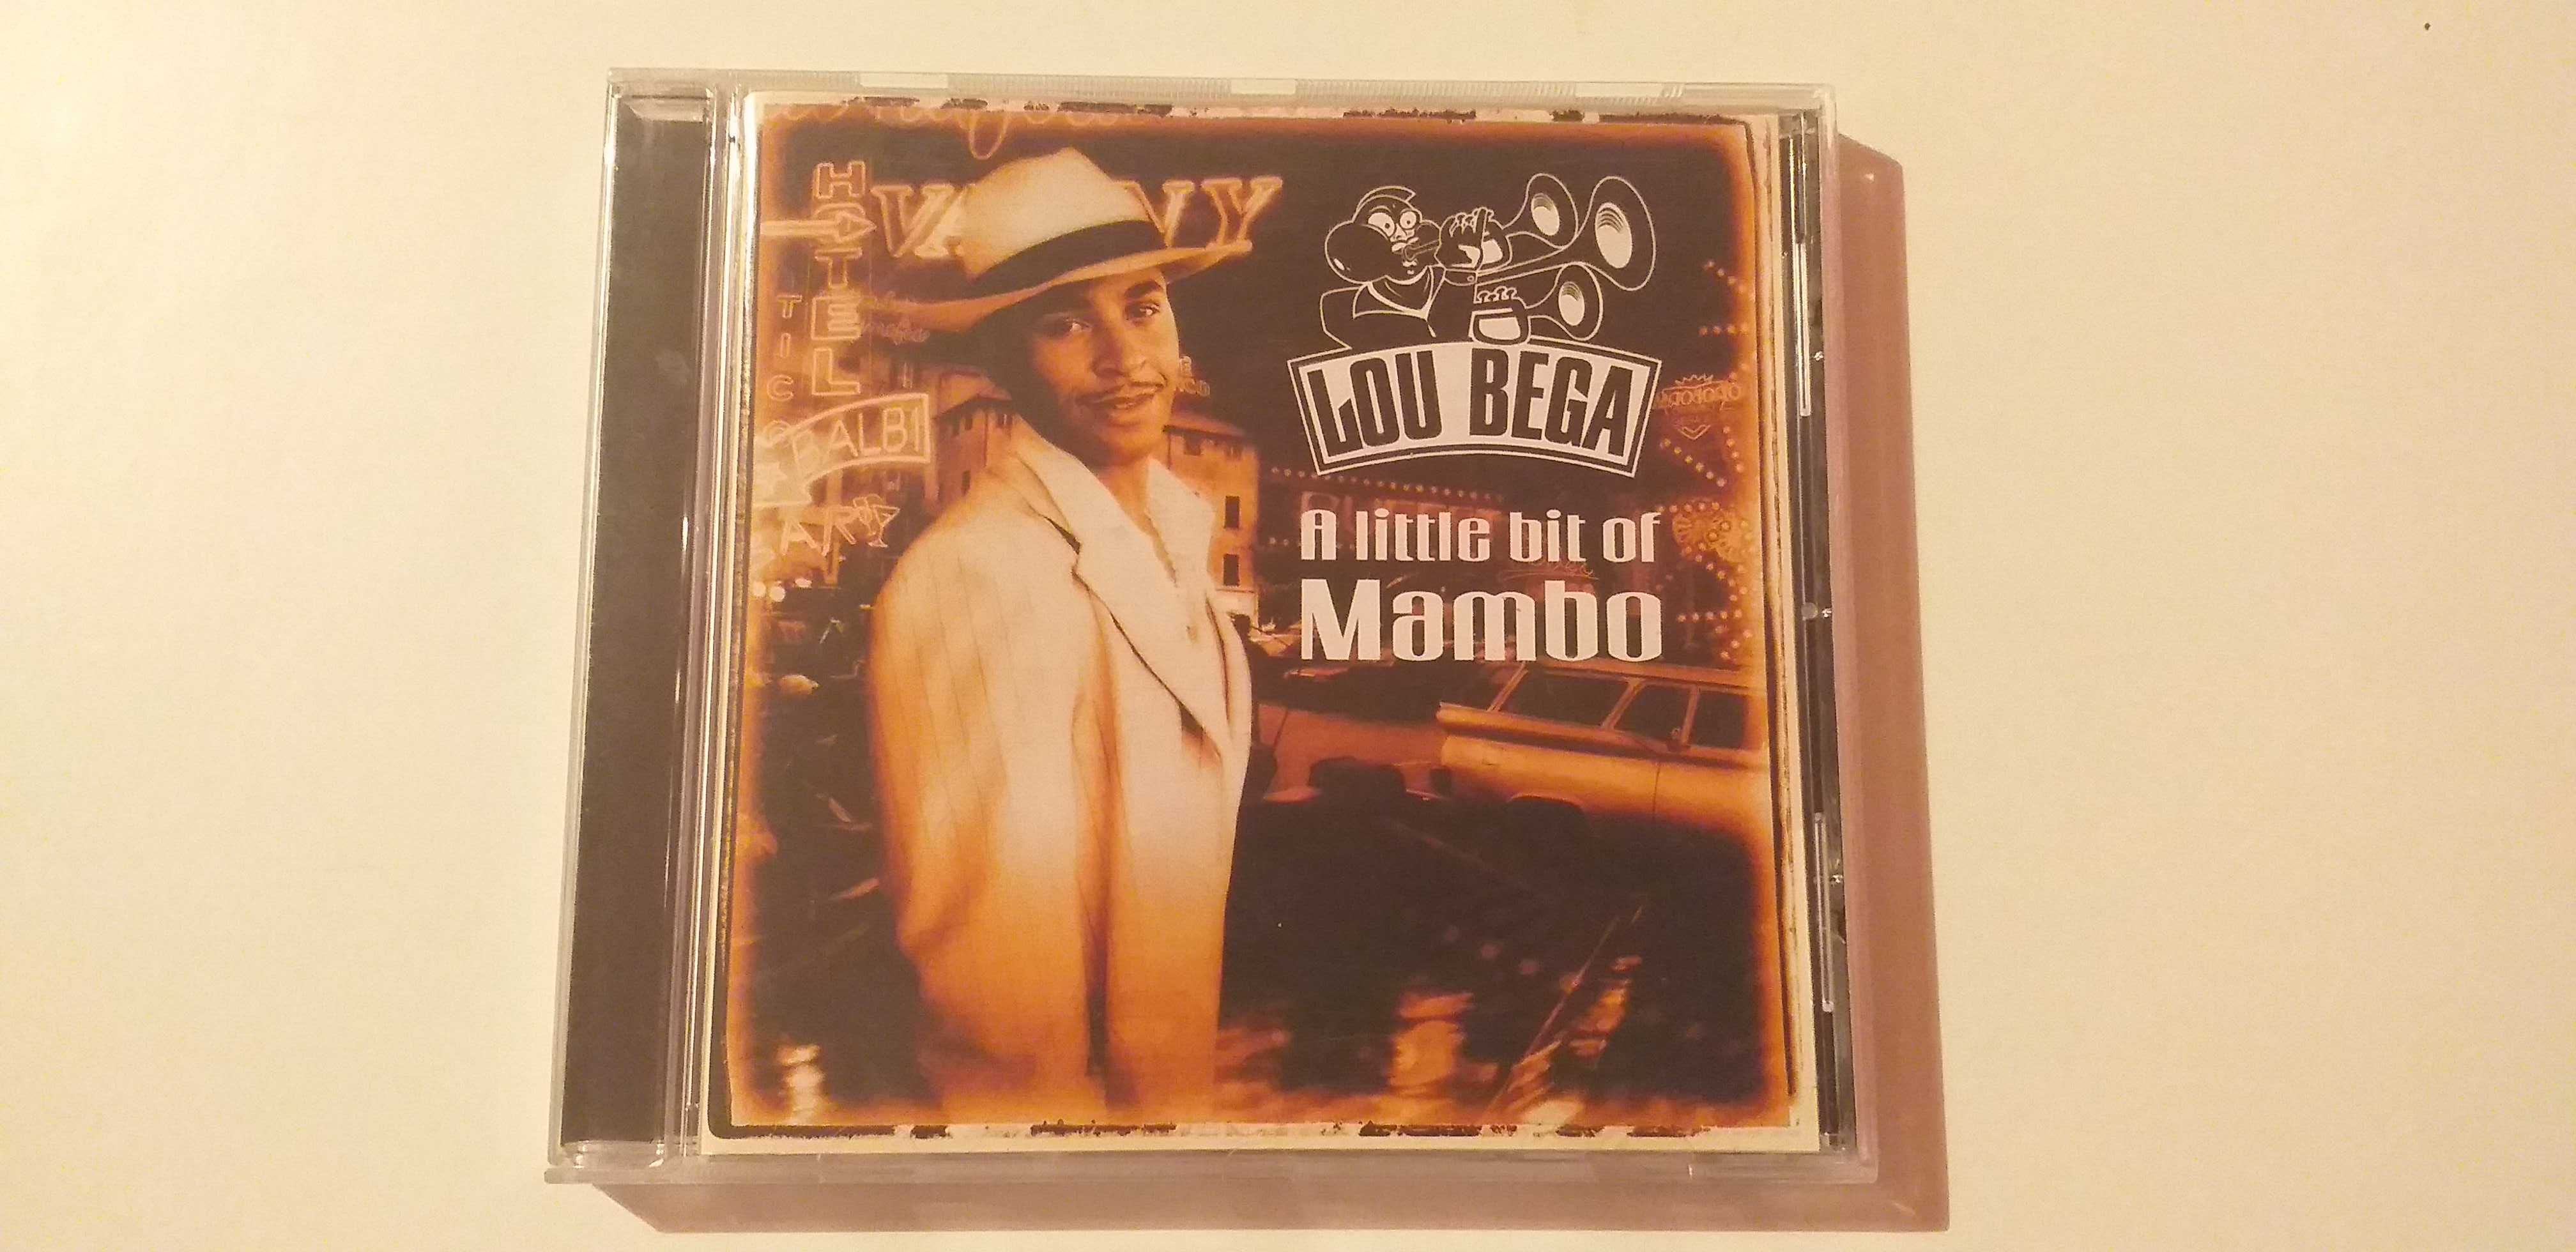 HOTEL
BALBI
LOU BEGA
A little bit of
Mambo